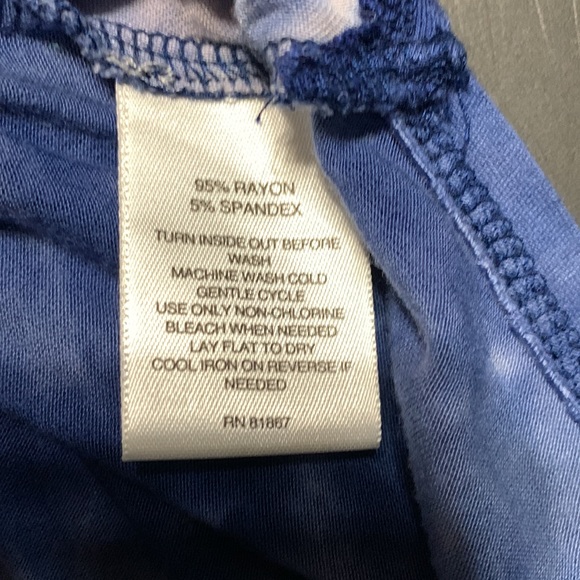 95% RAYON
5% SPANDEX
TURN INSIDE OUT BEFORE
WASH
MACHINE WASH COLD
GENTLE CYCLE
USE ONLY NON-CHLORINE
BLEACH WHEN NEEDED
LAY FLAT TO DRY
COOL IRON ON REVERSE IF
NEEDED
RN 81867